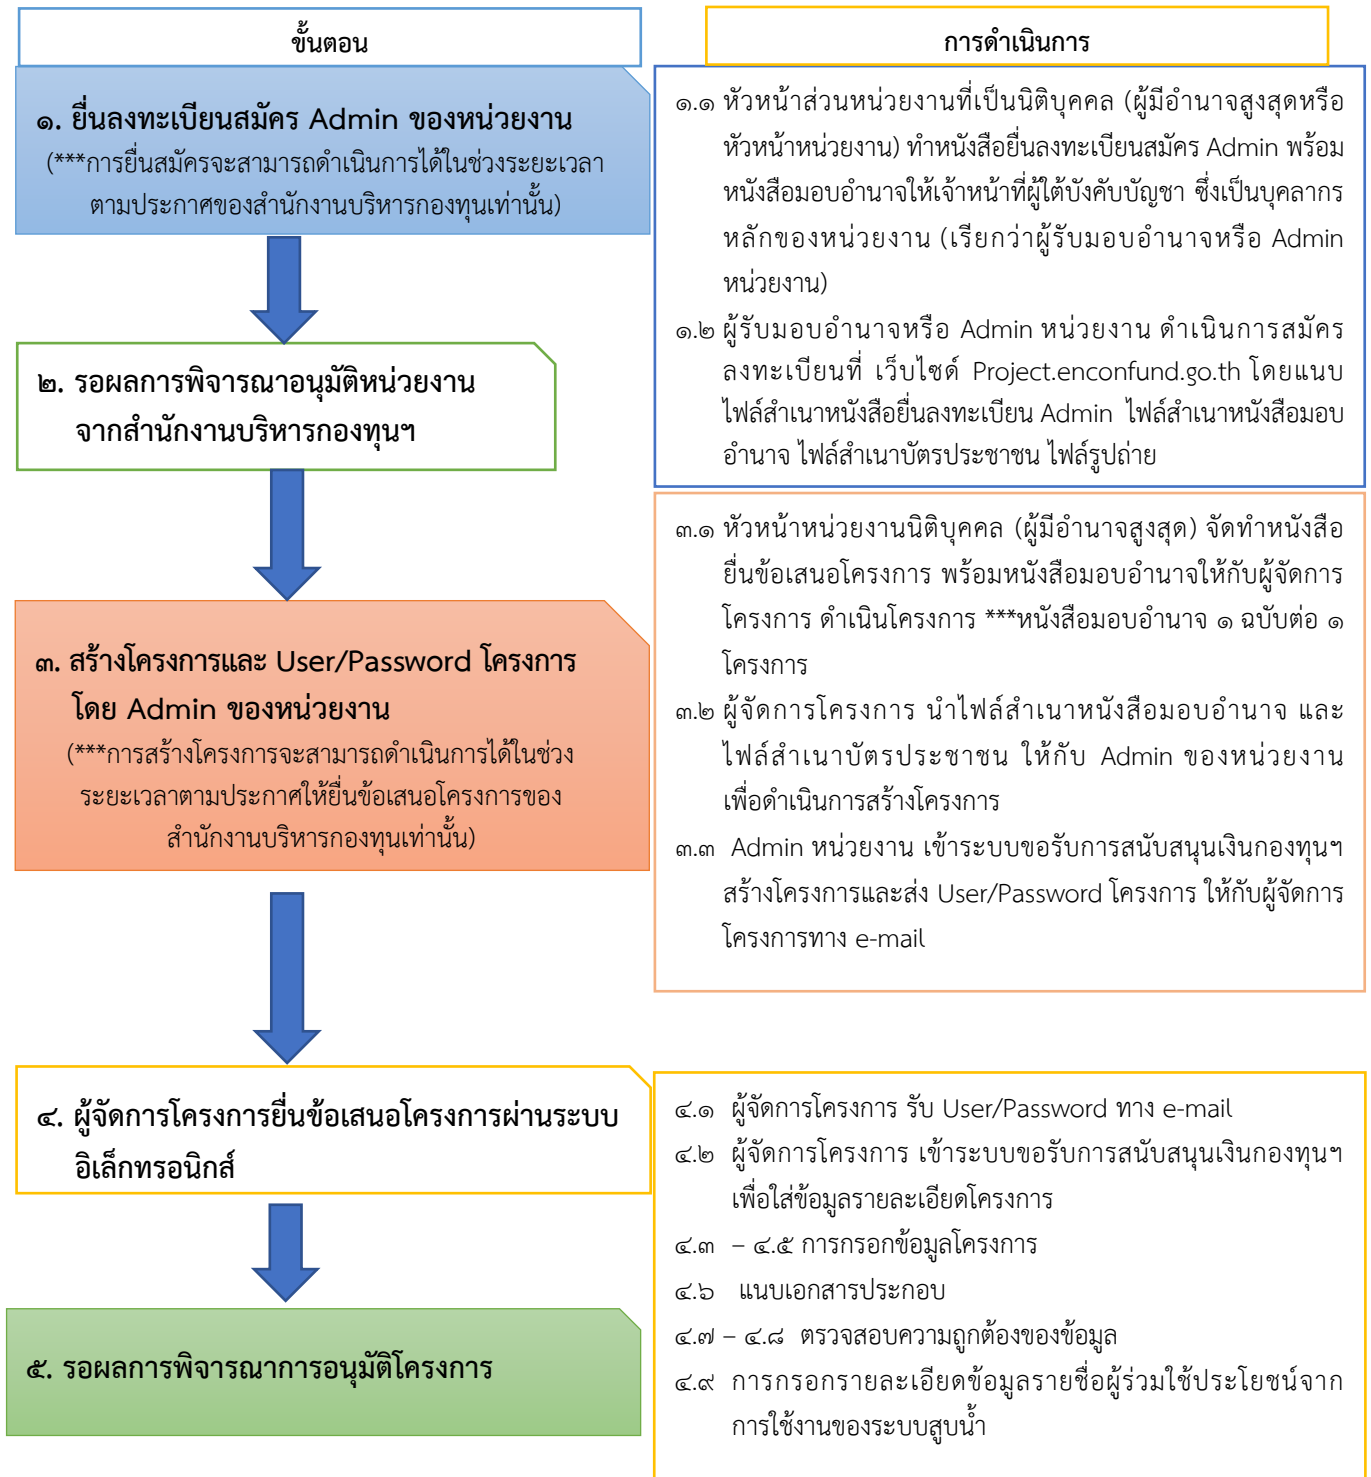 ขั้นตอน
การดำเนินการ
๑. ยื่นลงทะเบียนสมัคร Admin ของหน่วยงาน
(***การยื่นสมัครจะสามารถดำเนินการได้ในช่วงระยะเวลา
ตามประกาศของสำนักงานบริหารกองทุนเท่านั้น)
๑.๑ หัวหน้าส่วนหน่วยงานที่เป็นนิติบุคคล (ผู้มีอำนาจสูงสุดหรือ
หัวหน้าหน่วยงาน) ทำหนังสือยื่นลงทะเบียนสมัคร Admin พร้อม
หนังสือมอบอำนาจให้เจ้าหน้าที่ผู้ใต้บังคับบัญชา ซึ่งเป็นบุคลากร
หลักของหน่วยงาน (เรียกว่าผู้รับมอบอำนาจหรือ Admin
หน่วยงาน)
๑.๒ ผู้รับมอบอำนาจหรือ Admin หน่วยงาน ดำเนินการสมัคร
ลงทะเบียนที่ เว็บไซด์ Project.enconfund.go.th โดยแนบ
ไฟล์สำเนาหนังสือยื่นลงทะเบียน Admin ไฟล์สำเนาหนังสือมอบ
อำนาจ ไฟล์สำเนาบัตรประชาชน ไฟล์รูปถ่าย
๒. รอผลการพิจารณาอนุมัติหน่วยงาน
จากสำนักงานบริหารกองทุนฯ
๓. สร้างโครงการและ User/Password โครงการ
โดย Admin ของหน่วยงาน
(***การสร้างโครงการจะสามารถดำเนินการได้ในช่วง
ระยะเวลาตามประกาศให้ยื่นข้อเสนอโครงการของ
สำนักงานบริหารกองทุนเท่านั้น)
๓.๑ หัวหน้าหน่วยงานนิติบุคคล (ผู้มีอำนาจสูงสุด) จัดทำหนังสือ
ยื่นข้อเสนอโครงการ พร้อมหนังสือมอบอำนาจให้กับผู้จัดการ
โครงการ ดำเนินโครงการ ***หนังสือมอบอำนาจ ๑ ฉบับต่อ ๑
โครงการ
๓.๒ ผู้จัดการโครงการ นำไฟล์สำเนาหนังสือมอบอำนาจ และ
ไฟล์สำเนาบัตรประชาชน ให้กับ Admin ของหน่วยงาน
เพื่อดำเนินการสร้างโครงการ
๓.๓ Admin หน่วยงาน เข้าระบบขอรับการสนับสนุนเงินกองทุนฯ
สร้างโครงการและส่ง User/Password โครงการ ให้กับผู้จัดการ
โครงการทาง e-mail
๔. ผู้จัดการโครงการยื่นข้อเสนอโครงการผ่านระบบ
อิเล็กทรอนิกส์
๔.๑ ผู้จัดการโครงการ รับ User/Password ทาง e-mail
๔.๒ ผู้จัดการโครงการ เข้าระบบขอรับการสนับสนุนเงินกองทุนฯ
เพื่อใส่ข้อมูลรายละเอียดโครงการ
๔.๓ – ๔.๕ การกรอกข้อมูลโครงการ
๔.๖ แนบเอกสารประกอบ
๔.๗ – ๔.๘ ตรวจสอบความถูกต้องของข้อมูล
๔.๙ การกรอกรายละเอียดข้อมูลรายชื่อผู้ร่วมใช้ประโยชน์จาก
การใช้งานของระบบสูบน้ำ
๕. รอผลการพิจารณาการอนุมัติโครงการ